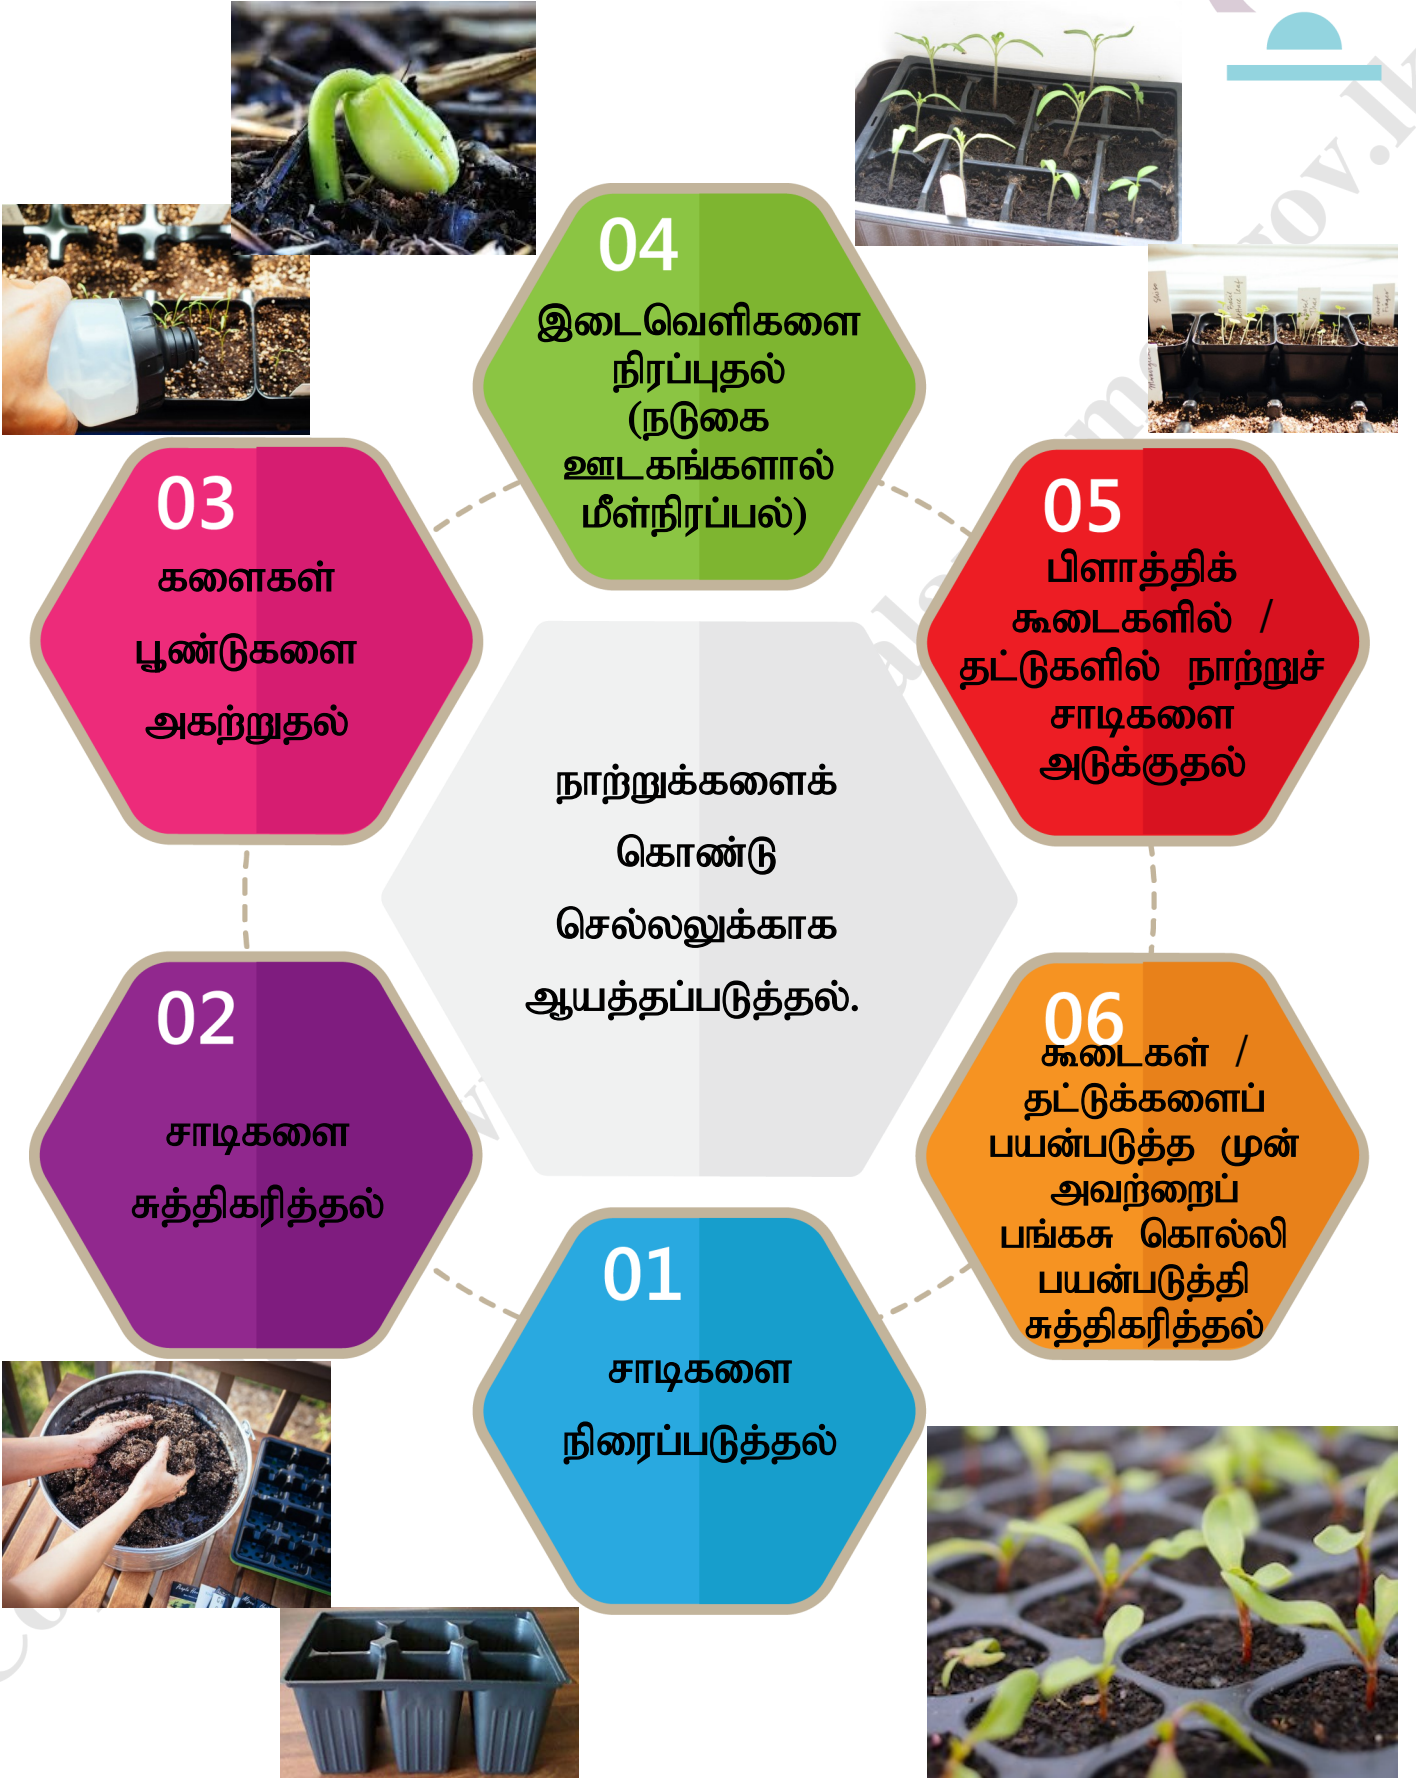 04
இடைவெளிகளை
நிரப்புதல்
(நடுகை
ஊடகங்களால்
மீள்நிரப்பல்)
03
களைகள்
பூண்டுகளை
அகற்றுதல்
05
பிளாத்திக்
கூடைகளில் /
தட்டுகளில் நாற்றுச்
சாடிகளை
அடுக்குதல்
நாற்றுக்களைக்
கொண்டு
செல்லலுக்காக
ஆயத்தப்படுத்தல்.
02
சாடிகளை
சுத்திகரித்தல்
06
கூடைகள் /
தட்டுக்களைப்
பயன்படுத்த முன்
அவற்றைப்
பங்கசு கொல்லி
பயன்படுத்தி
சுத்திகரித்தல்
01
சாடிகளை
நிரைப்படுத்தல்